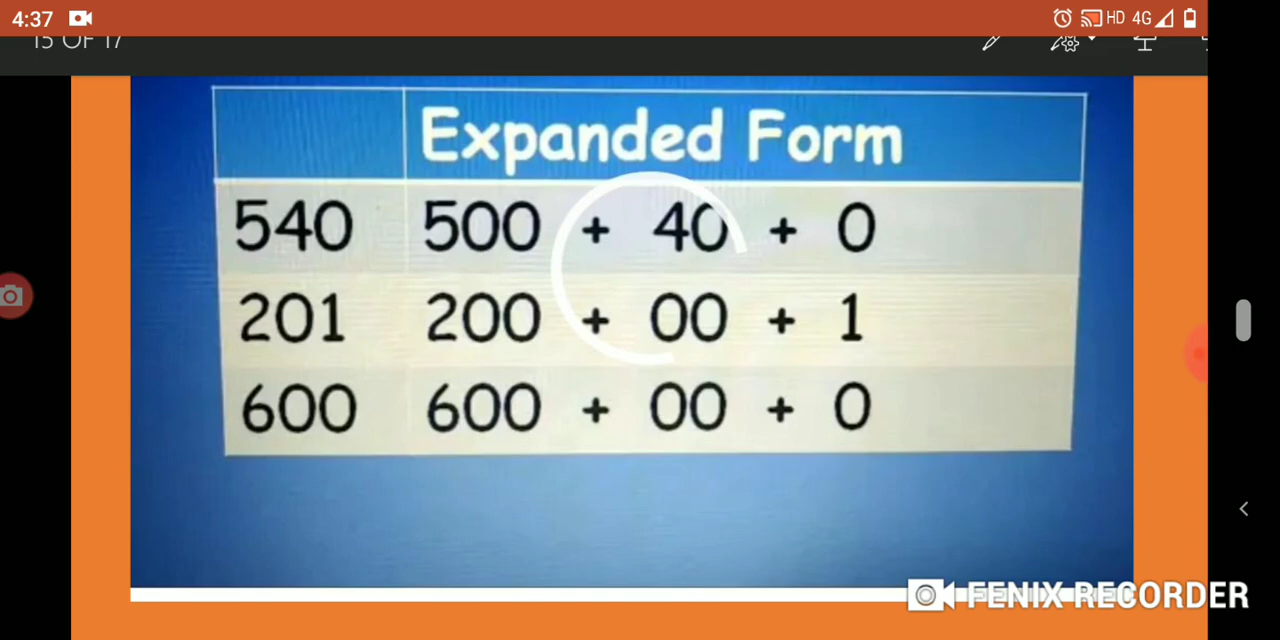 4:37 HD 4G
15 OF 17
Expanded Form
540 500 + 40 + 0
201 200 + 00 + 1
600 600 + 00 + 0
FENIX RECORDER